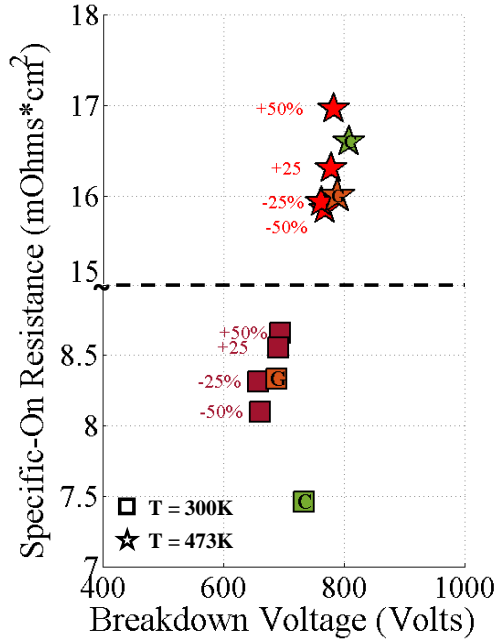 18
17
16
15
8.5
8
7.5
7
400
600
800
1000
Specific-On Resistance (mOhms*cm²)
Breakdown Voltage (Volts)
+50%
C
+25
-25%
G
-50%
+50%
+25
-25%
G
-50%
C
T = 300K
T = 473K